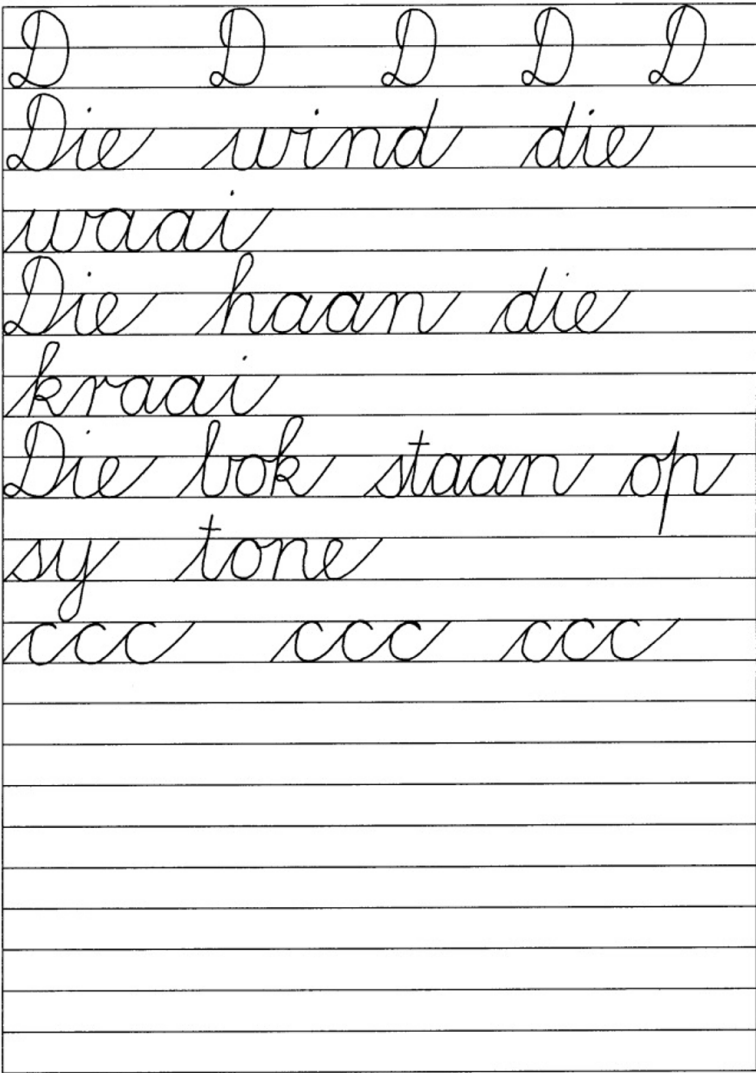 D D D D D
Die wind die
waai
Die haan die
kraai
Die bok staan op
sy tone
ccc ccc ccc